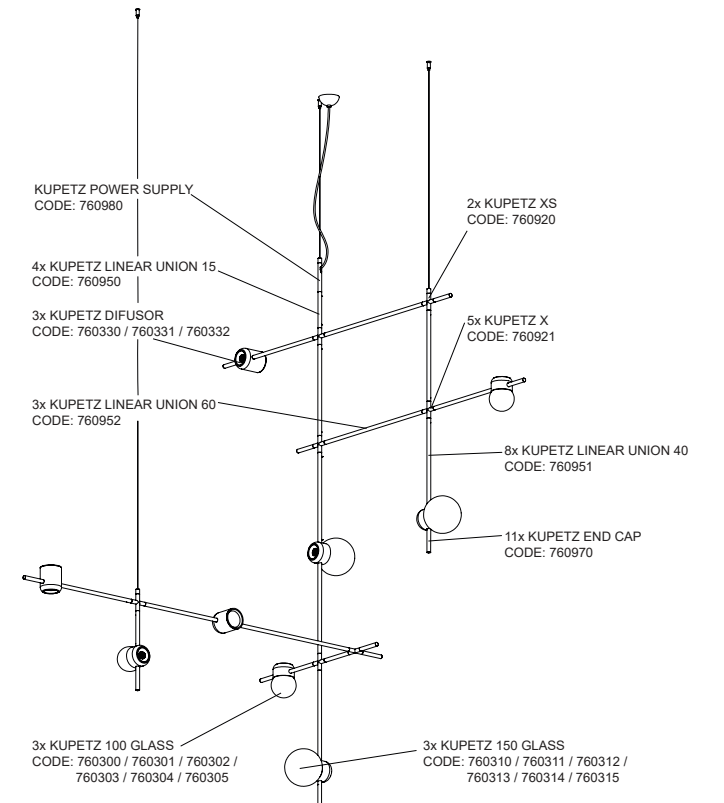 KUPETZ POWER SUPPLY
CODE: 760980
2x KUPETZ XS
CODE: 760920
4x KUPETZ LINEAR UNION 15
CODE: 760950
3x KUPETZ DIFUSOR
CODE: 760330 / 760331 / 760332
5x KUPETZ X
CODE: 760921
3x KUPETZ LINEAR UNION 60
CODE: 760952
8x KUPETZ LINEAR UNION 40
CODE: 760951
11x KUPETZ END CAP
CODE: 760970
3x KUPETZ 100 GLASS
CODE: 760300 / 760301 / 760302 /
760303 / 760304 / 760305
3x KUPETZ 150 GLASS
CODE: 760310 / 760311 / 760312 /
760313 / 760314 / 760315